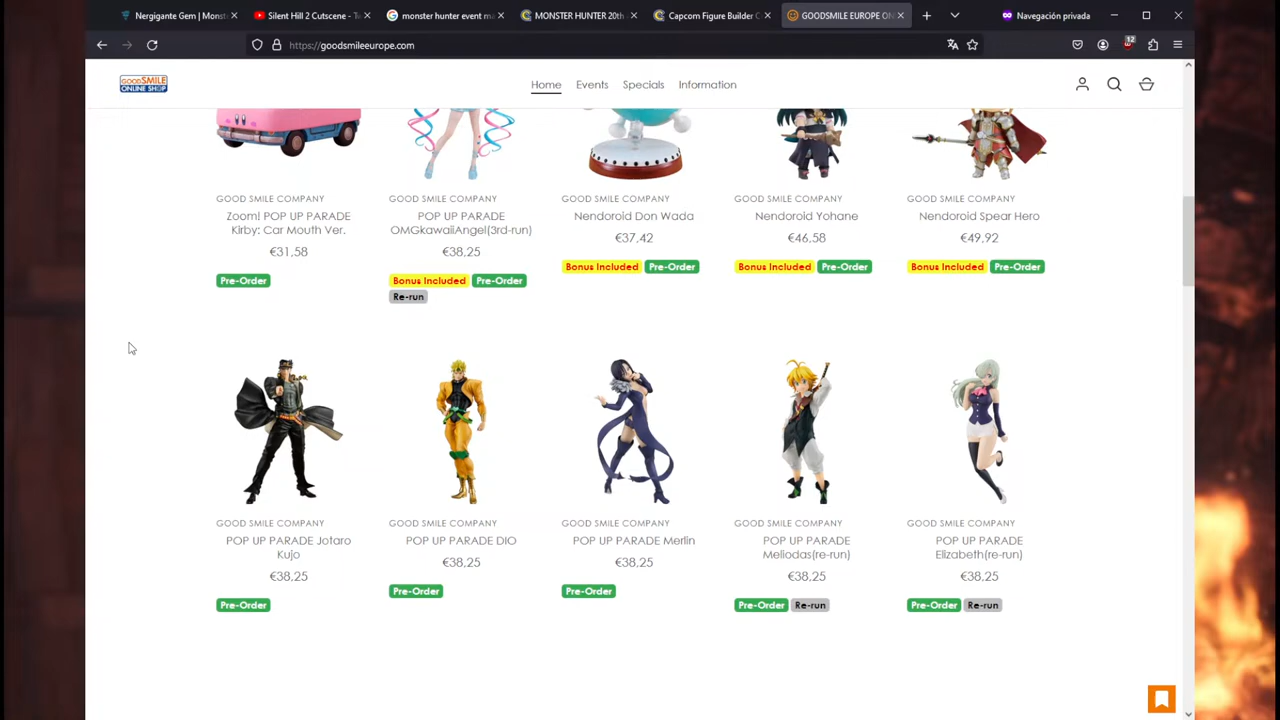 Nergigante Gem | Monst
Silent Hill 2 Cutscene - Tw
monster hunter event ma
MONSTER HUNTER 20th
Capcom Figure Builder C
GOODSMILE EUROPE ON
Navegación privada
https://goodsmileeurope.com
12
GOODSMILE
ONLINE SHOP
Home
Events
Specials
Information
GOOD SMILE COMPANY
Zoom! POP UP PARADE
Kirby: Car Mouth Ver.
€31,58
Pre-Order
GOOD SMILE COMPANY
POP UP PARADE
OMGkawaiiAngel(3rd-run)
€38,25
Bonus Included Pre-Order
Re-run
GOOD SMILE COMPANY
Nendoroid Don Wada
€37,42
Bonus Included Pre-Order
GOOD SMILE COMPANY
Nendoroid Yohane
€46,58
Bonus Included Pre-Order
GOOD SMILE COMPANY
Nendoroid Spear Hero
€49,92
Bonus Included Pre-Order
GOOD SMILE COMPANY
POP UP PARADE Jotaro
Kujo
€38,25
Pre-Order
GOOD SMILE COMPANY
POP UP PARADE DIO
€38,25
Pre-Order
GOOD SMILE COMPANY
POP UP PARADE Merlin
€38,25
Pre-Order
GOOD SMILE COMPANY
POP UP PARADE
Meliodas(re-run)
€38,25
Pre-Order Re-run
GOOD SMILE COMPANY
POP UP PARADE
Elizabeth(re-run)
€38,25
Pre-Order Re-run